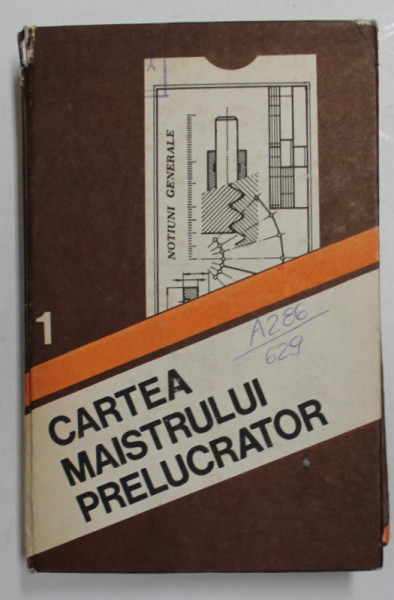 A
NOTIUNI GENERALE
1
A286
629
CARTEA
MAISTRULUI
PRELUCRATOR